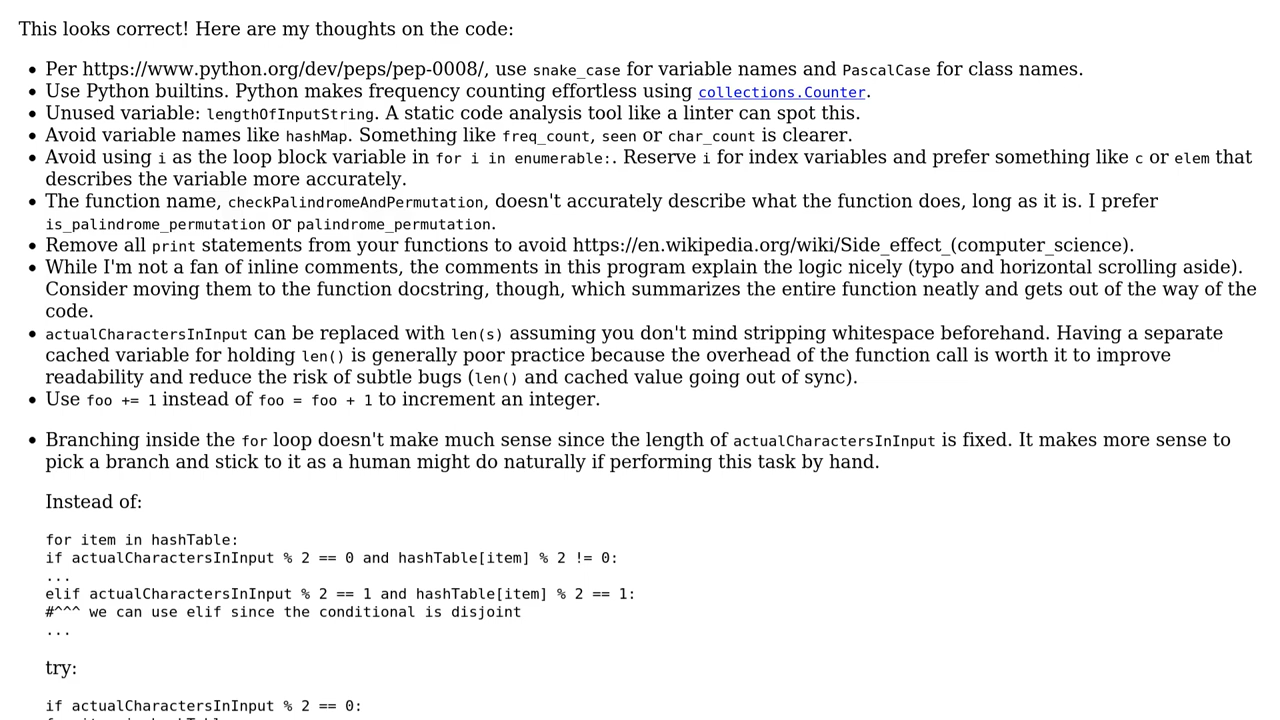 This looks correct! Here are my thoughts on the code:
Per https://www.python.org/dev/peps/pep-0008/, use snake_case for variable names and PascalCase for class names.
Use Python builtins. Python makes frequency counting effortless using collections.Counter.
Unused variable: lengthOfInputString. A static code analysis tool like a linter can spot this.
Avoid variable names like hashMap. Something like freq_count, seen or char_count is clearer.
Avoid using i as the loop block variable in for i in enumerable:. Reserve i for index variables and prefer something like c or elem that
describes the variable more accurately.
The function name, checkPalindromeAndPermutation, doesn't accurately describe what the function does, long as it is. I prefer
is_palindrome_permutation or palindrome_permutation.
Remove all print statements from your functions to avoid https://en.wikipedia.org/wiki/Side_effect_(computer_science).
While I'm not a fan of inline comments, the comments in this program explain the logic nicely (typo and horizontal scrolling aside).
Consider moving them to the function docstring, though, which summarizes the entire function neatly and gets out of the way of the
code.
actualCharactersInInput can be replaced with len(s) assuming you don't mind stripping whitespace beforehand. Having a separate
cached variable for holding len() is generally poor practice because the overhead of the function call is worth it to improve
readability and reduce the risk of subtle bugs (len() and cached value going out of sync).
Use foo += 1 instead of foo = foo + 1 to increment an integer.
Branching inside the for loop doesn't make much sense since the length of actualCharactersInInput is fixed. It makes more sense to
pick a branch and stick to it as a human might do naturally if performing this task by hand.
Instead of:
for item in hashTable:
if actualCharactersInInput % 2 == 0 and hashTable[item] % 2 != 0:
...
elif actualCharactersInInput % 2 == 1 and hashTable[item] % 2 == 1:
#^^^ we can use elif since the conditional is disjoint
...
try:
if actualCharactersInInput % 2 == 0: